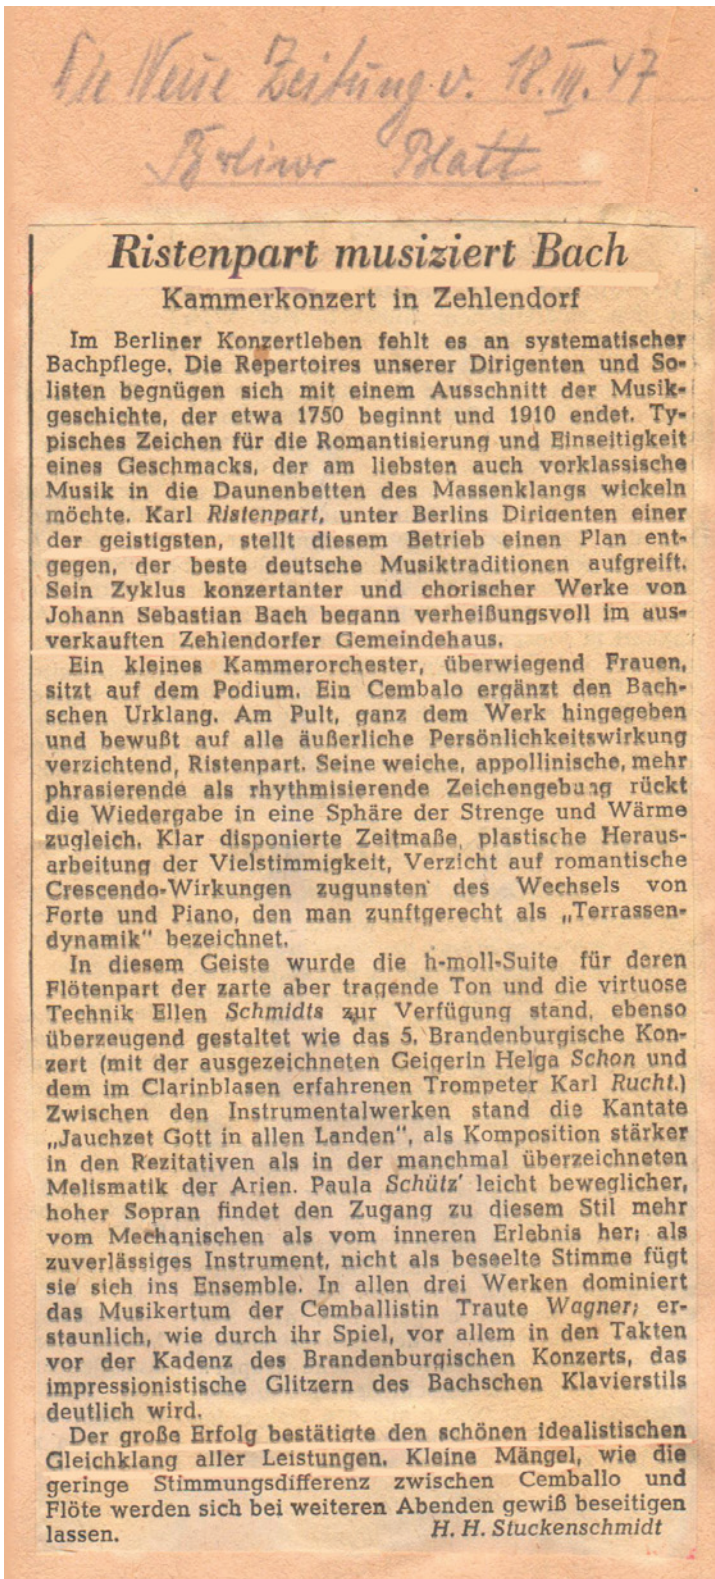 Die Neue Zeitung v. 18.III.47
Berliner Blatt
Ristenpart musiziert Bach
Kammerkonzert in Zehlendorf
Im Berliner Konzertleben fehlt es an systematischer
Bachpflege. Die Repertoires unserer Dirigenten und So-
listen begnügen sich mit einem Ausschnitt der Musik-
geschichte, der etwa 1750 beginnt und 1910 endet. Ty-
pisches Zeichen für die Romantisierung und Einseitigkeit
eines Geschmacks, der am liebsten auch vorklassische
Musik in die Daunenbetten des Massenklangs wickeln
möchte. Karl Ristenpart, unter Berlins Dirigenten einer
der geistigsten, stellt diesem Betrieb einen Plan ent-
gegen, der beste deutsche Musiktraditionen aufgreift.
Sein Zyklus konzertanter und chorischer Werke von
Johann Sebastian Bach begann verheißungsvoll im aus-
verkauften Zehlendorfer Gemeindehaus.
Ein kleines Kammerorchester, überwiegend Frauen,
sitzt auf dem Podium. Ein Cembalo ergänzt den Bach-
schen Urklang. Am Pult, ganz dem Werk hingegeben
und bewußt auf alle äußerliche Persönlichkeitswirkung
verzichtend, Ristenpart. Seine weiche, appollinische, mehr
phrasierende als rhythmisierende Zeichengebung rückt
die Wiedergabe in eine Sphäre der Strenge und Wärme
zugleich. Klar disponierte Zeitmaße, plastische Heraus-
arbeitung der Vielstimmigkeit, Verzicht auf romantische
Crescendo-Wirkungen zugunsten des Wechsels von
Forte und Piano, den man zunftgerecht als „Terrassen-
dynamik" bezeichnet.
In diesem Geiste wurde die h-moll-Suite für deren
Flötenpart der zarte aber tragende Ton und die virtuose
Technik Ellen Schmidts zur Verfügung stand, ebenso
überzeugend gestaltet wie das 5. Brandenburgische Kon-
zert (mit der ausgezeichneten Geigerin Helga Schon und
dem im Clarinblasen erfahrenen Trompeter Karl Rucht.)
Zwischen den Instrumentalwerken stand die Kantate
„Jauchzet Gott in allen Landen", als Komposition stärker
in den Rezitativen als in der manchmal überzeichneten
Melismatik der Arien. Paula Schütz' leicht beweglicher,
hoher Sopran findet den Zugang zu diesem Stil mehr
vom Mechanischen als vom inneren Erlebnis her; als
zuverlässiges Instrument, nicht als beseelte Stimme fügt
sie sich ins Ensemble. In allen drei Werken dominiert
das Musikertum der Cemballistin Traute Wagner; er-
staunlich, wie durch ihr Spiel, vor allem in den Takten
vor der Kadenz des Brandenburgischen Konzerts, das
impressionistische Glitzern des Bachschen Klavierstils
deutlich wird.
Der große Erfolg bestätigte den schönen idealistischen
Gleichklang aller Leistungen. Kleine Mängel, wie die
geringe Stimmungsdifferenz zwischen Cemballo und
Flöte werden sich bei weiteren Abenden gewiß beseitigen
lassen. H. H. Stuckenschmidt